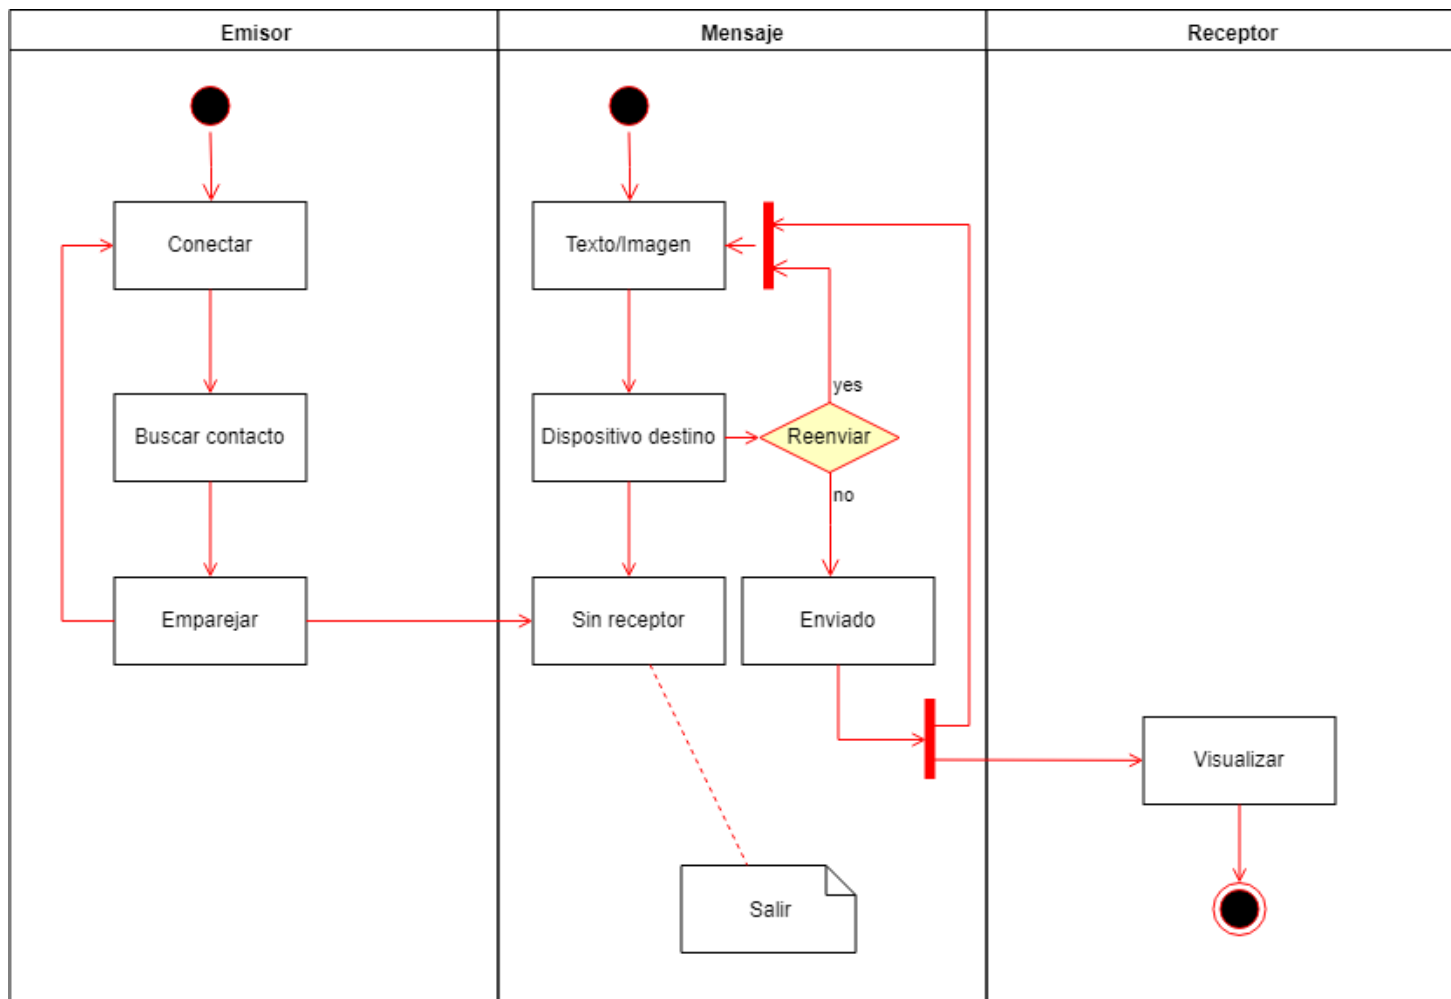 Emisor
Mensaje
Receptor
Conectar
Texto/Imagen
yes
Buscar contacto
Dispositivo destino
Reenviar
no
Emparejar
Sin receptor
Enviado
Visualizar
Salir